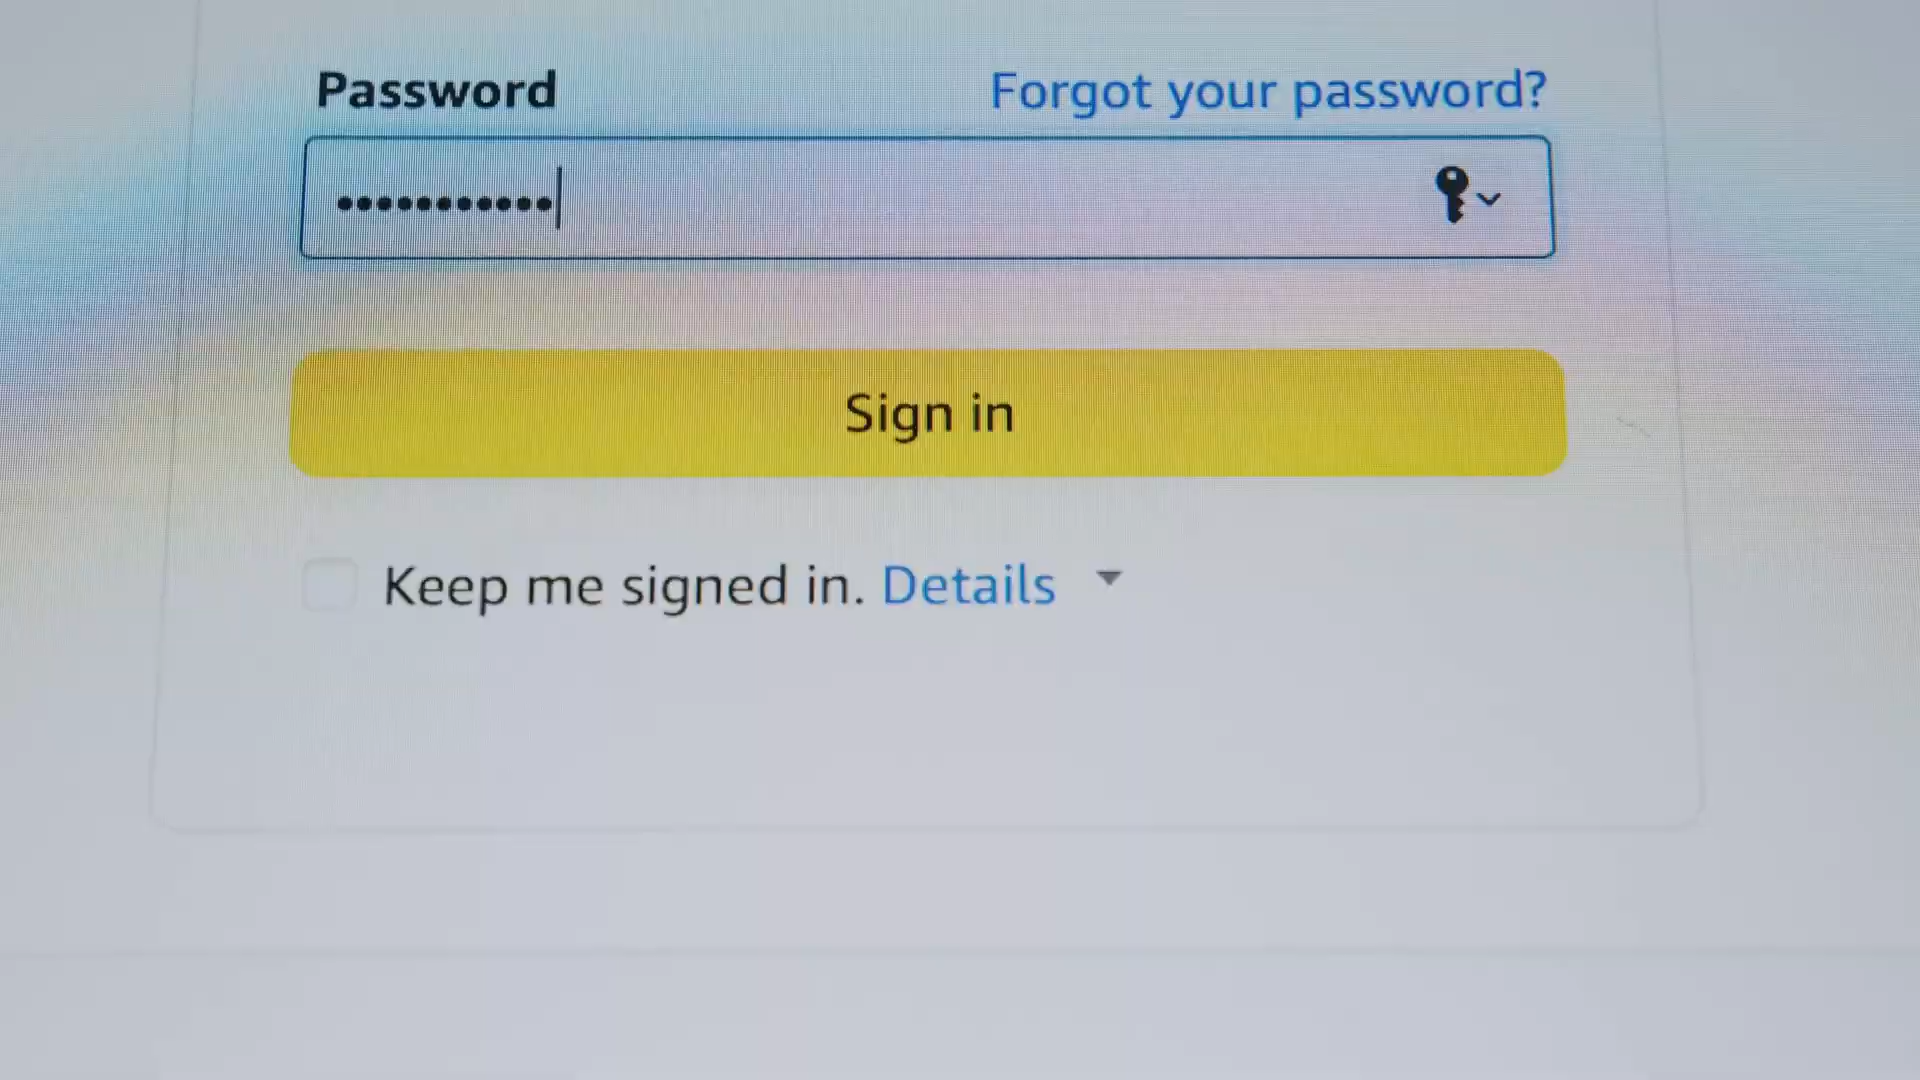 Password Forgot your password?
•••••••••••
Sign in
Keep me signed in. Details